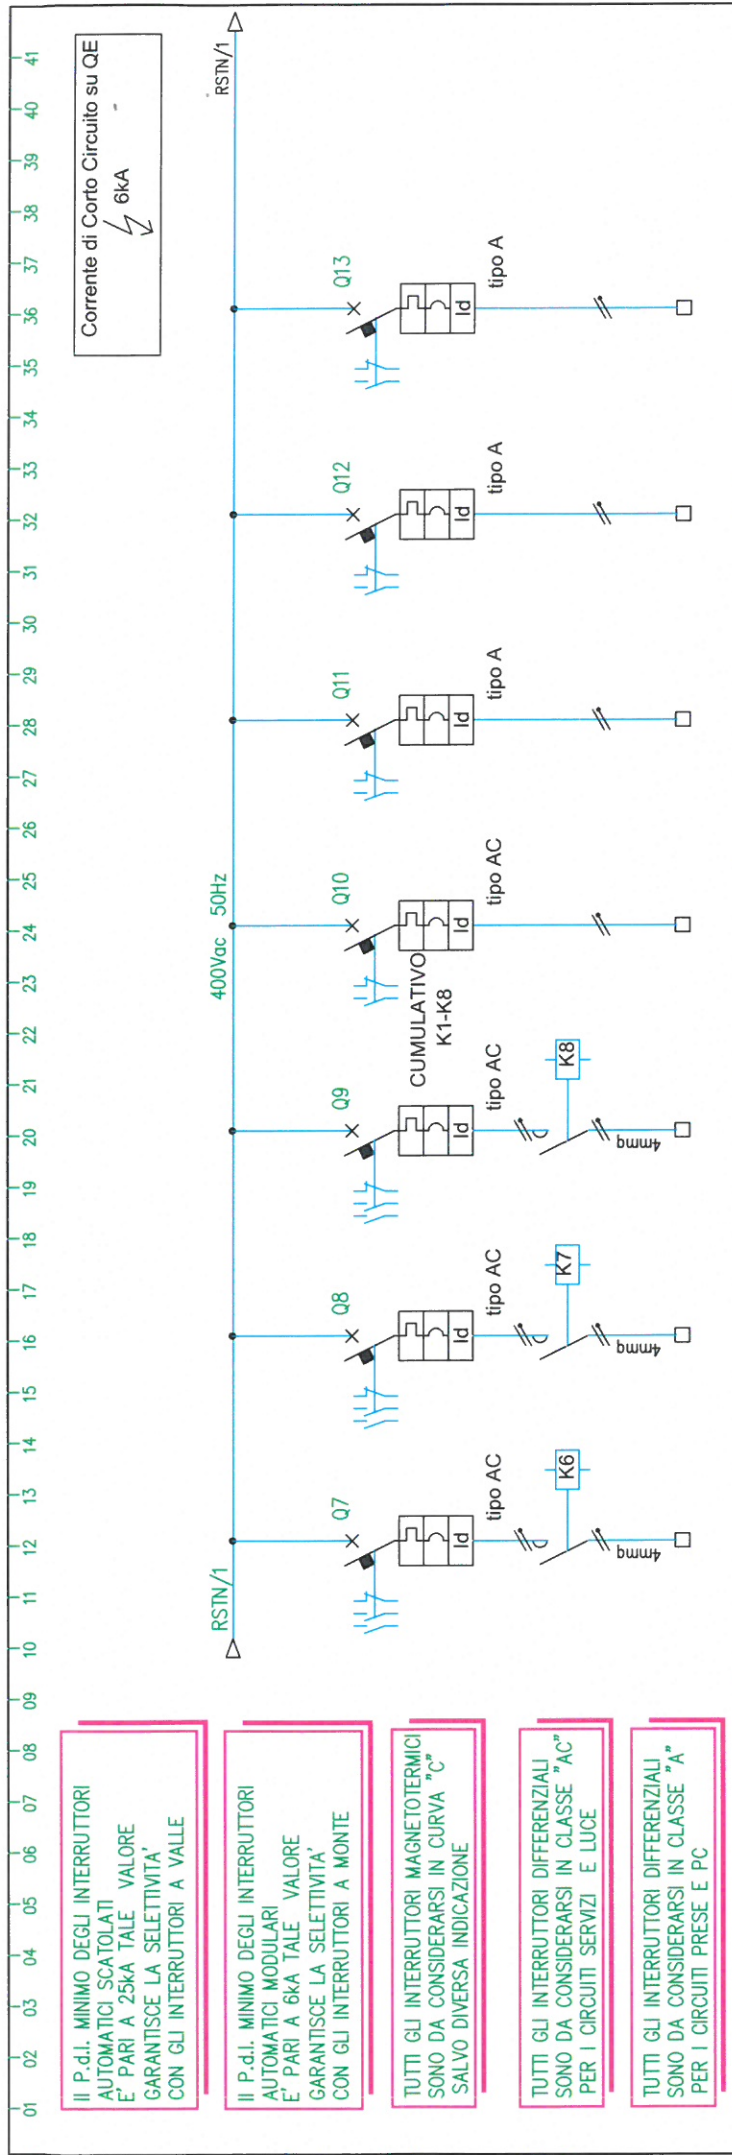 01 02 03 04 05 06 07 08 09 10 11 12 13 14 15 16 17 18 19 20 21 22 23 24 25 26 27 28 29 30 31 32 33 34 35 36 37 38 39 40 41
Il P.d.I. MINIMO DEGLI INTERRUTTORI
AUTOMATICI SCATOLATI
E' PARI A 25kA TALE VALORE
GARANTISCE LA SELETTIVITA'
CON GLI INTERRUTTORI A VALLE
Il P.d.I. MINIMO DEGLI INTERRUTTORI
AUTOMATICI MODULARI
E' PARI A 6kA TALE VALORE
GARANTISCE LA SELETTIVITA'
CON GLI INTERRUTTORI A MONTE
TUTTI GLI INTERRUTTORI MAGNETOTERMICI
SONO DA CONSIDERARSI IN CURVA "C"
SALVO DIVERSA INDICAZIONE
TUTTI GLI INTERRUTTORI DIFFERENZIALI
SONO DA CONSIDERARSI IN CLASSE "AC"
PER I CIRCUITI SERVIZI E LUCE
TUTTI GLI INTERRUTTORI DIFFERENZIALI
SONO DA CONSIDERARSI IN CLASSE "A"
PER I CIRCUITI PRESE E PC
Corrente di Corto Circuito su QE
6kA
RSTN/1
400Vac 50Hz
RSTN/1
Q7
Id
tipo AC
K6
4mmq
Q8
Id
tipo AC
K7
4mmq
Q9
Id
tipo AC
K8
4mmq
CUMULATIVO
K1-K8
Q10
Id
tipo AC
Q11
Id
tipo A
Q12
Id
tipo A
Q13
Id
tipo A